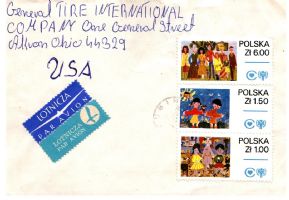 General TIRE INTERNATIONAL
COMPANY One General Street
Akron Ohio 44329
USA
LOTNICZA
PAR AVION
LOTNICZA
PAR AVION
POLSKA
ZŁ 6.00
POLSKA
ZŁ 1.50
POLSKA
ZŁ 1.00